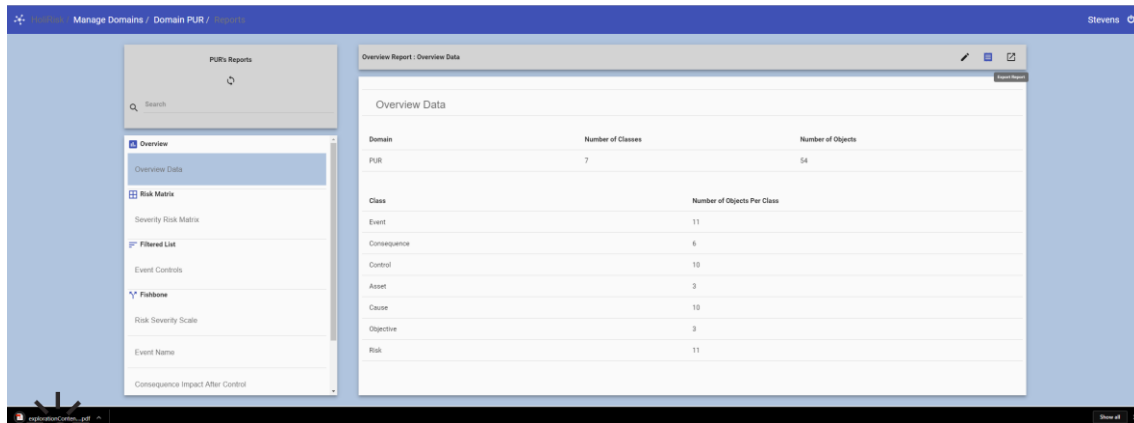 HoliRisk Manage Domains / Domain PUR / Reports
Stevens
PUR's Reports
Search
Overview
Overview Data
Risk Matrix
Severity Risk Matrix
Filtered List
Event Controls
Fishbone
Risk Severity Scale
Event Name
Consequence Impact After Control
Overview Report : Overview Data
Export Report
Overview Data
Domain Number of Classes Number of Objects
PUR 7 54
Class Number of Objects Per Class
Event 11
Consequence 6
Control 10
Asset 3
Cause 10
Objective 3
Risk 11
explorationConten....pdf
Show all